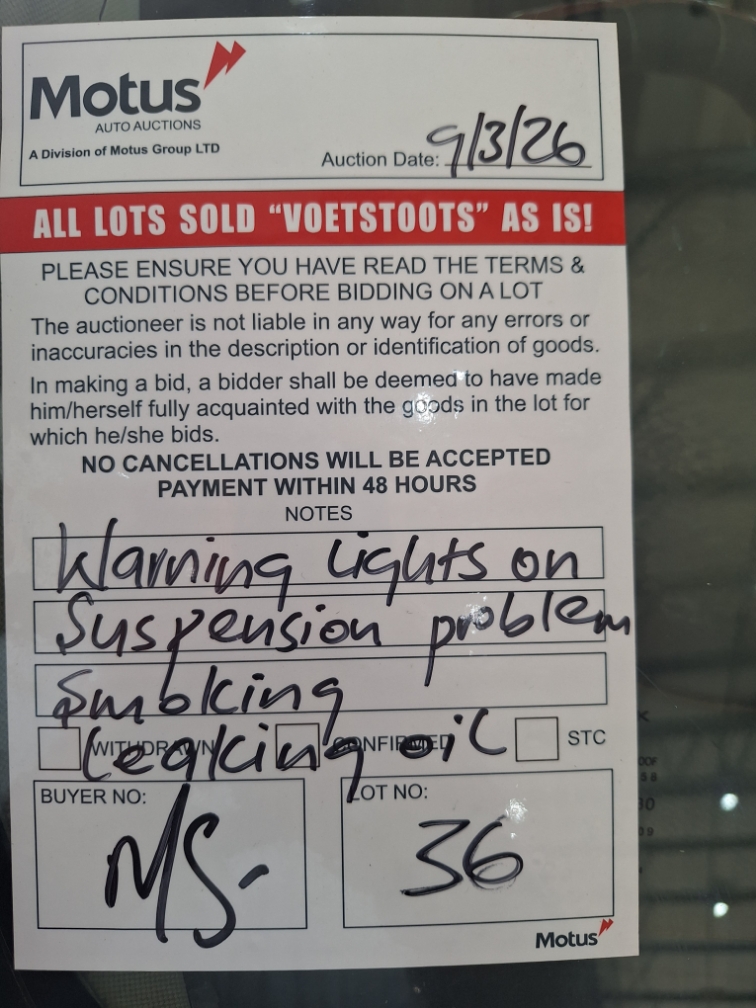 Motus
AUTO AUCTIONS
A Division of Motus Group LTD
Auction Date: 9/3/26
ALL LOTS SOLD "VOETSTOOTS" AS IS!
PLEASE ENSURE YOU HAVE READ THE TERMS &
CONDITIONS BEFORE BIDDING ON A LOT
The auctioneer is not liable in any way for any errors or
inaccuracies in the description or identification of goods.
In making a bid, a bidder shall be deemed to have made
him/herself fully acquainted with the goods in the lot for
which he/she bids.
NO CANCELLATIONS WILL BE ACCEPTED
PAYMENT WITHIN 48 HOURS
NOTES
Warning lights on
Suspension problem
Smoking
Leaking oil
WITHDRAWN CONFIRMED STC
BUYER NO: LOT NO:
M/S- 36
Motus